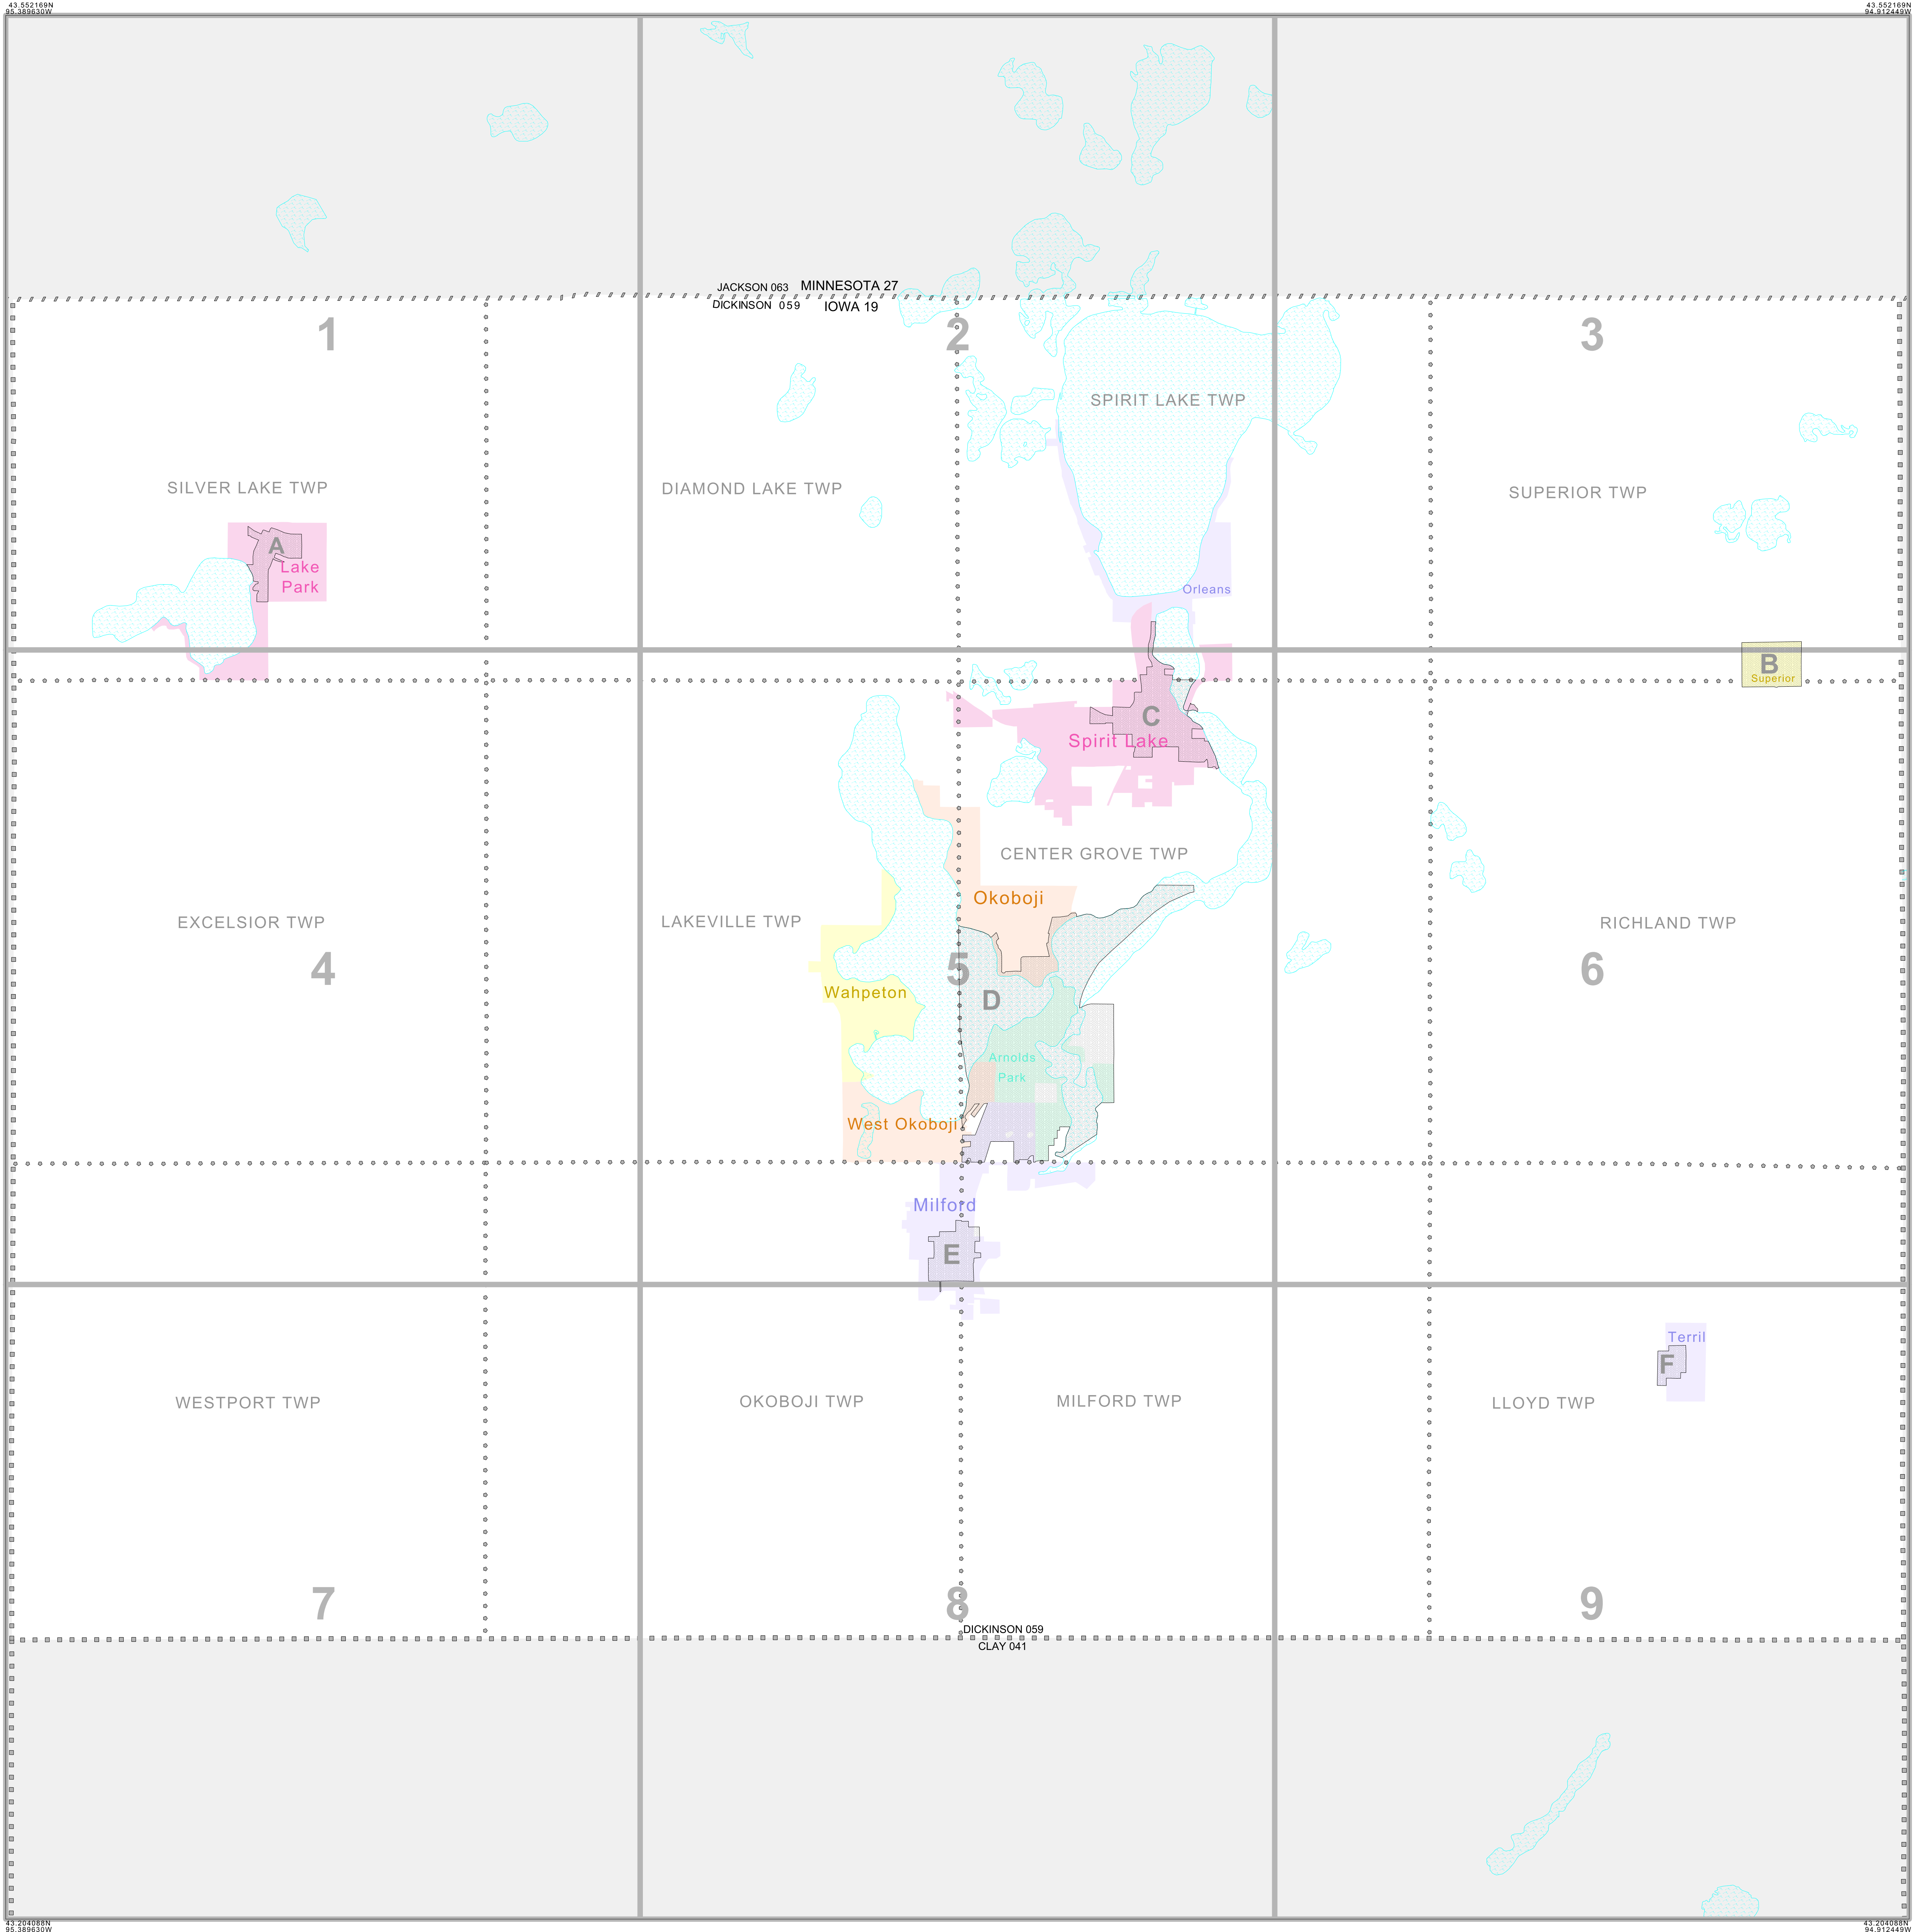 43.552169N
95.389630W
43.552169N
94.912449W
JACKSON 063 MINNESOTA 27
DICKINSON 059 IOWA 19
1
2
3
SPIRIT LAKE TWP
SILVER LAKE TWP
DIAMOND LAKE TWP
SUPERIOR TWP
A
Lake
Park
Orleans
B
Superior
C
Spirit Lake
CENTER GROVE TWP
Okoboji
EXCELSIOR TWP
LAKEVILLE TWP
RICHLAND TWP
4
5
6
Wahpeton
D
Arnolds
Park
West Okoboji
Milford
E
Terril
F
WESTPORT TWP
OKOBOJI TWP
MILFORD TWP
LLOYD TWP
7
8
9
DICKINSON 059
CLAY 041
43.204088N
95.389630W
43.204088N
94.912449W